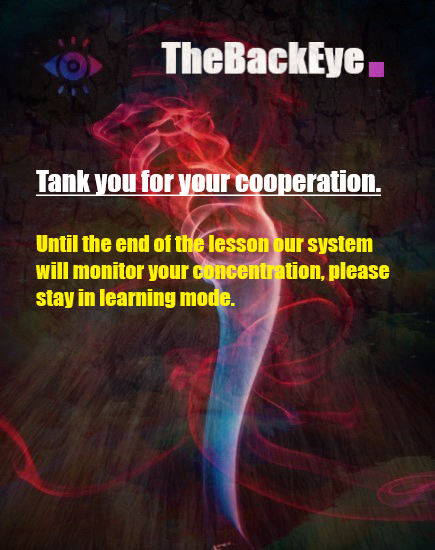 TheBackEye.
Tank you for your cooperation.
Until the end of the lesson our system
will monitor your concentration, please
stay in learning mode.